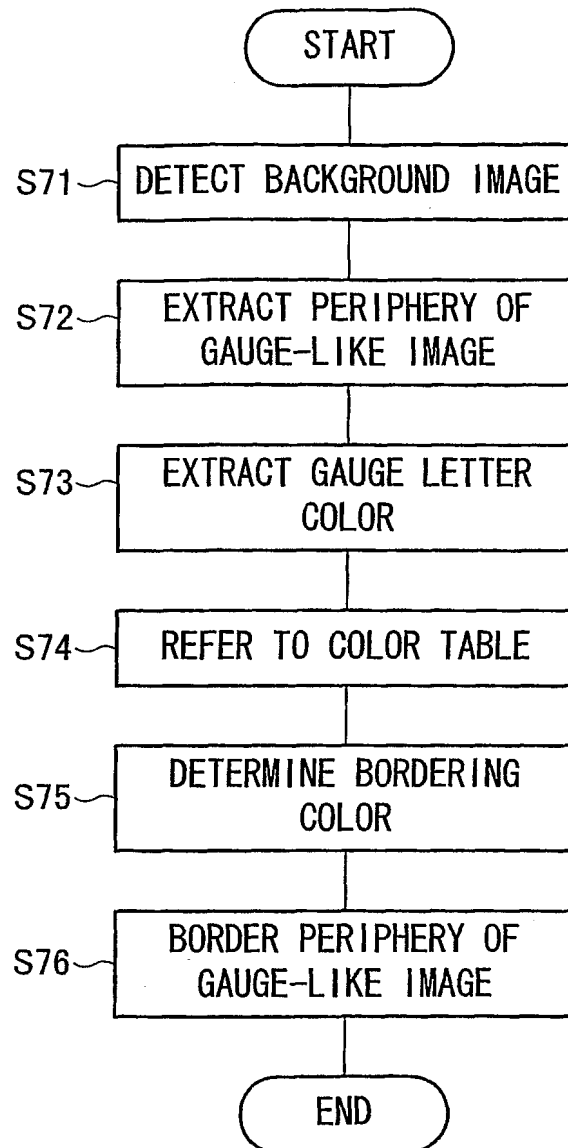 START
S71 DETECT BACKGROUND IMAGE
S72 EXTRACT PERIPHERY OF
GAUGE-LIKE IMAGE
S73 EXTRACT GAUGE LETTER
COLOR
S74 REFER TO COLOR TABLE
S75 DETERMINE BORDERING
COLOR
S76 BORDER PERIPHERY OF
GAUGE-LIKE IMAGE
END